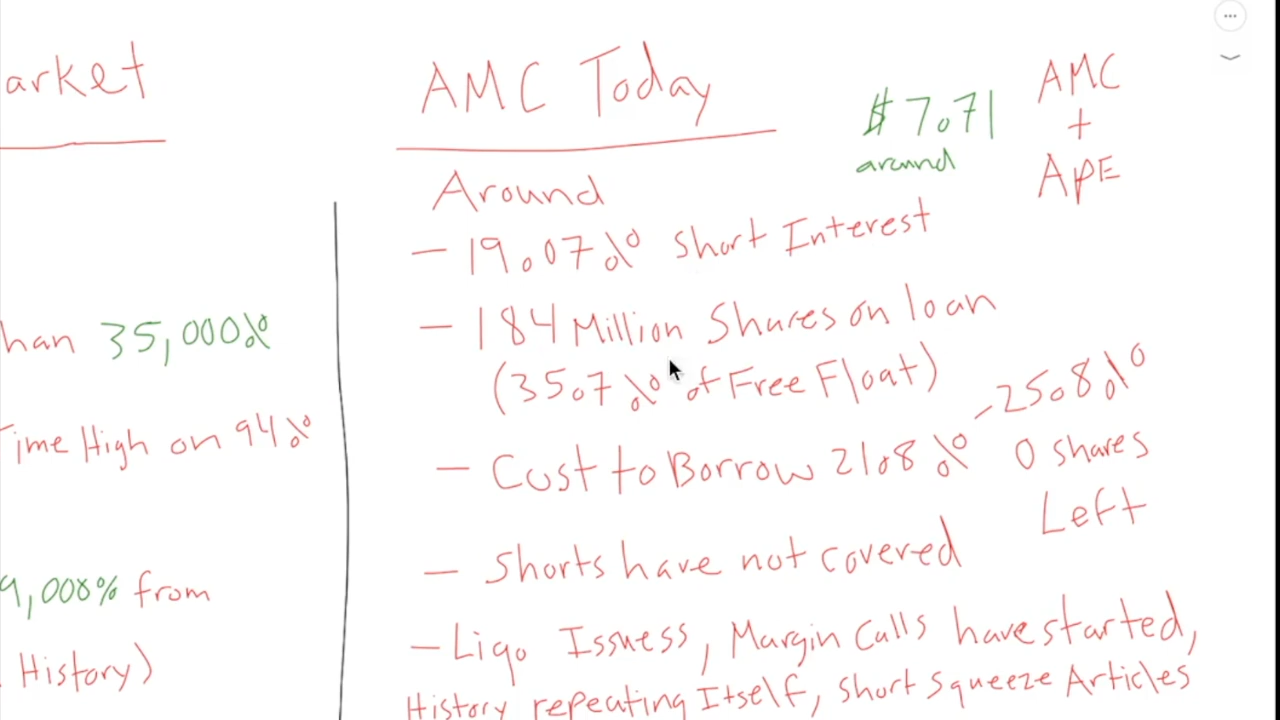 arket
han 35,000%
Time High on 94%
9,000% from
History)
AMC Today
$7.71
around
AMC
+
APE
Around
- 19.07% Short Interest
- 184 Million Shares on loan
(35.7% of Free Float)
- Cost to Borrow 21.8% - 25.8%
0 shares
Left
- Shorts have not covered
- Liqo Issuess, Margin Calls have started,
History repeating Itself, short squeeze Articles